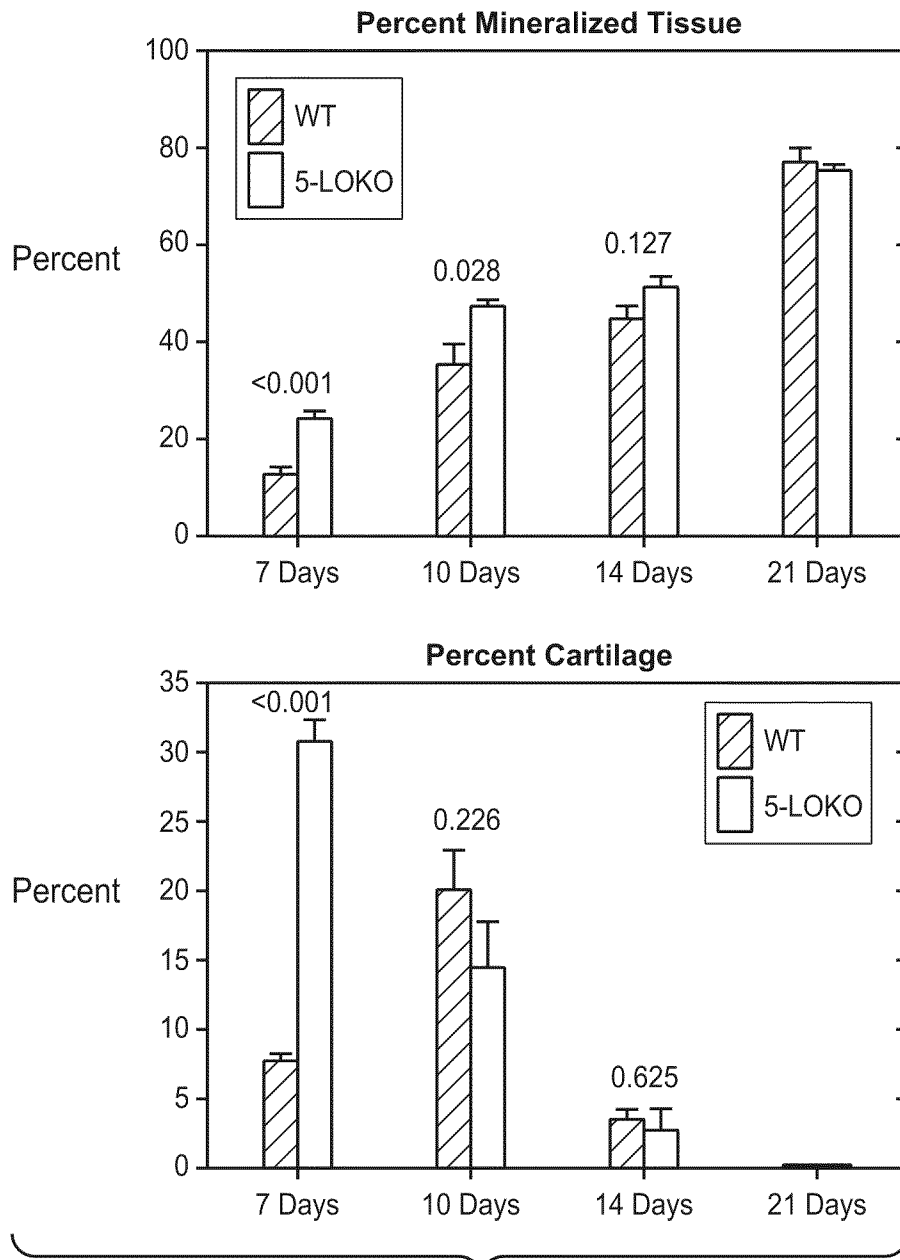 Percent Mineralized Tissue
100
80
60
40
20
0
Percent
WT
5-LOKO
<0.001
0.028
0.127
7 Days
10 Days
14 Days
21 Days
Percent Cartilage
35
30
25
20
15
10
5
0
Percent
<0.001
0.226
0.625
WT
5-LOKO
7 Days
10 Days
14 Days
21 Days